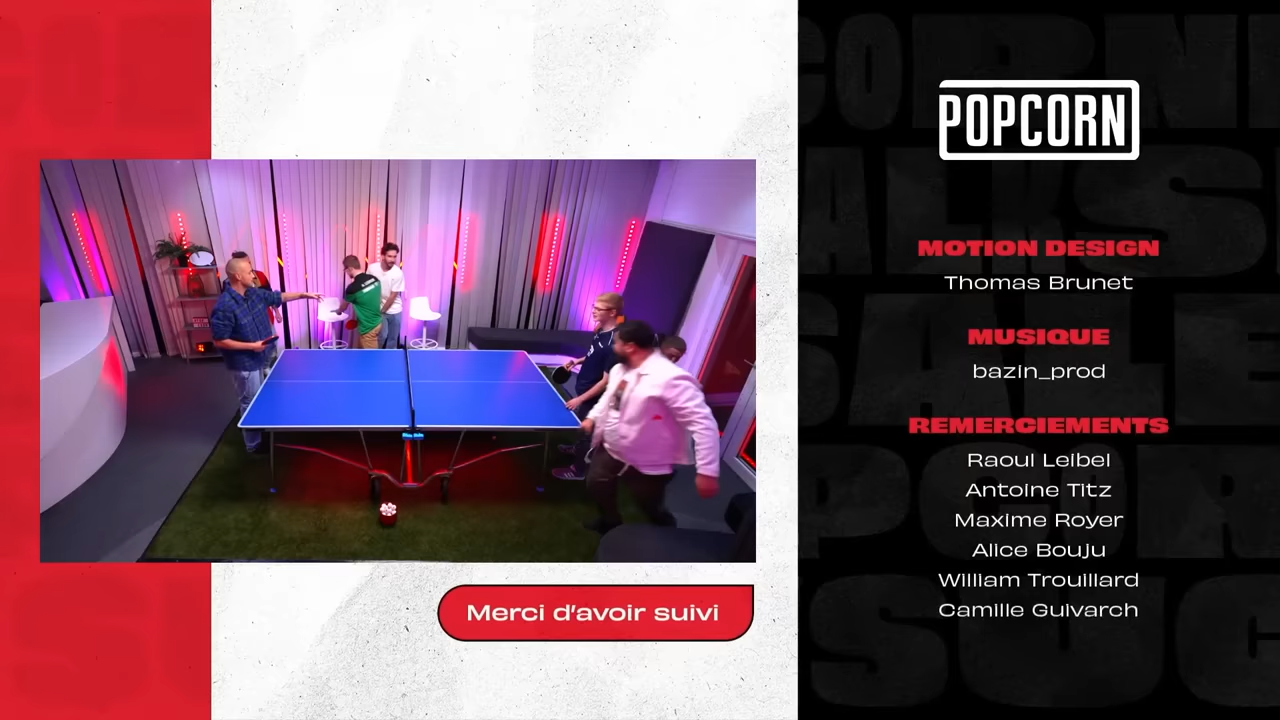 POPCORN
MOTION DESIGN
Thomas Brunet
MUSIQUE
bazin_prod
REMERCIEMENTS
Raoul Leibel
Antoine Titz
Maxime Royer
Alice Bouju
William Trouillard
Camille Guivarch
Merci d'avoir suivi